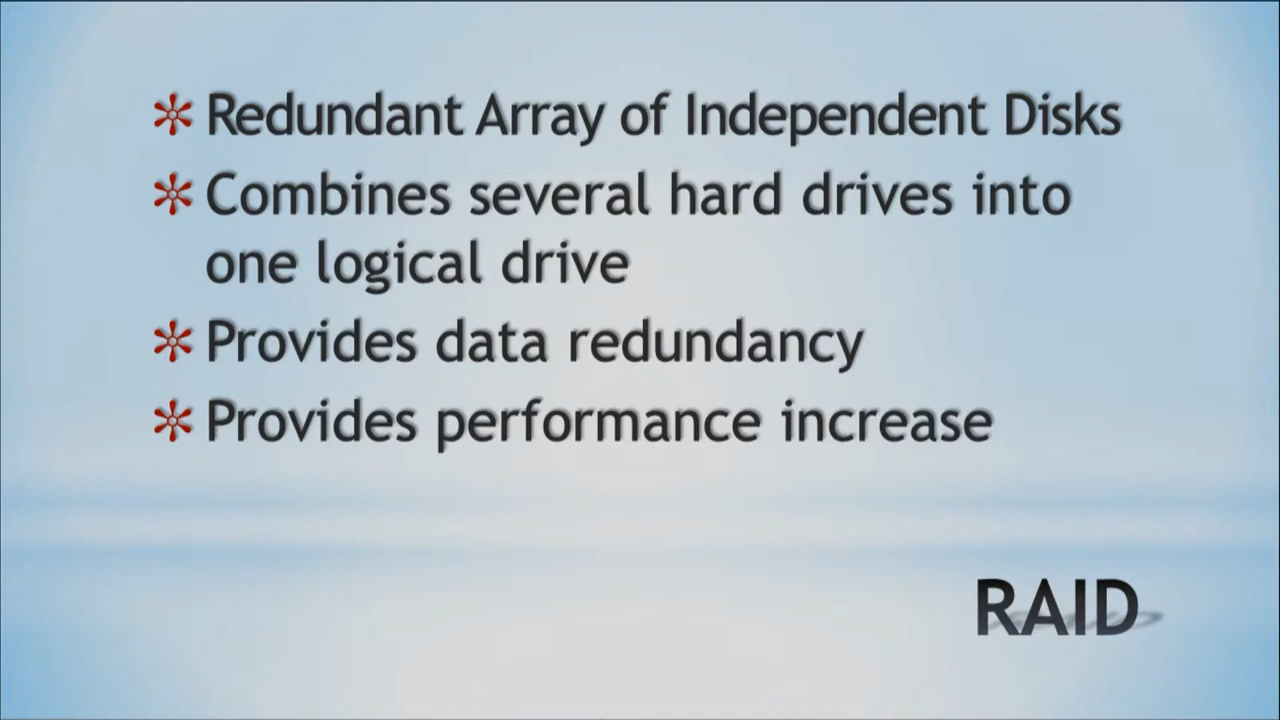 Redundant Array of Independent Disks
Combines several hard drives into
one logical drive
Provides data redundancy
Provides performance increase
RAID